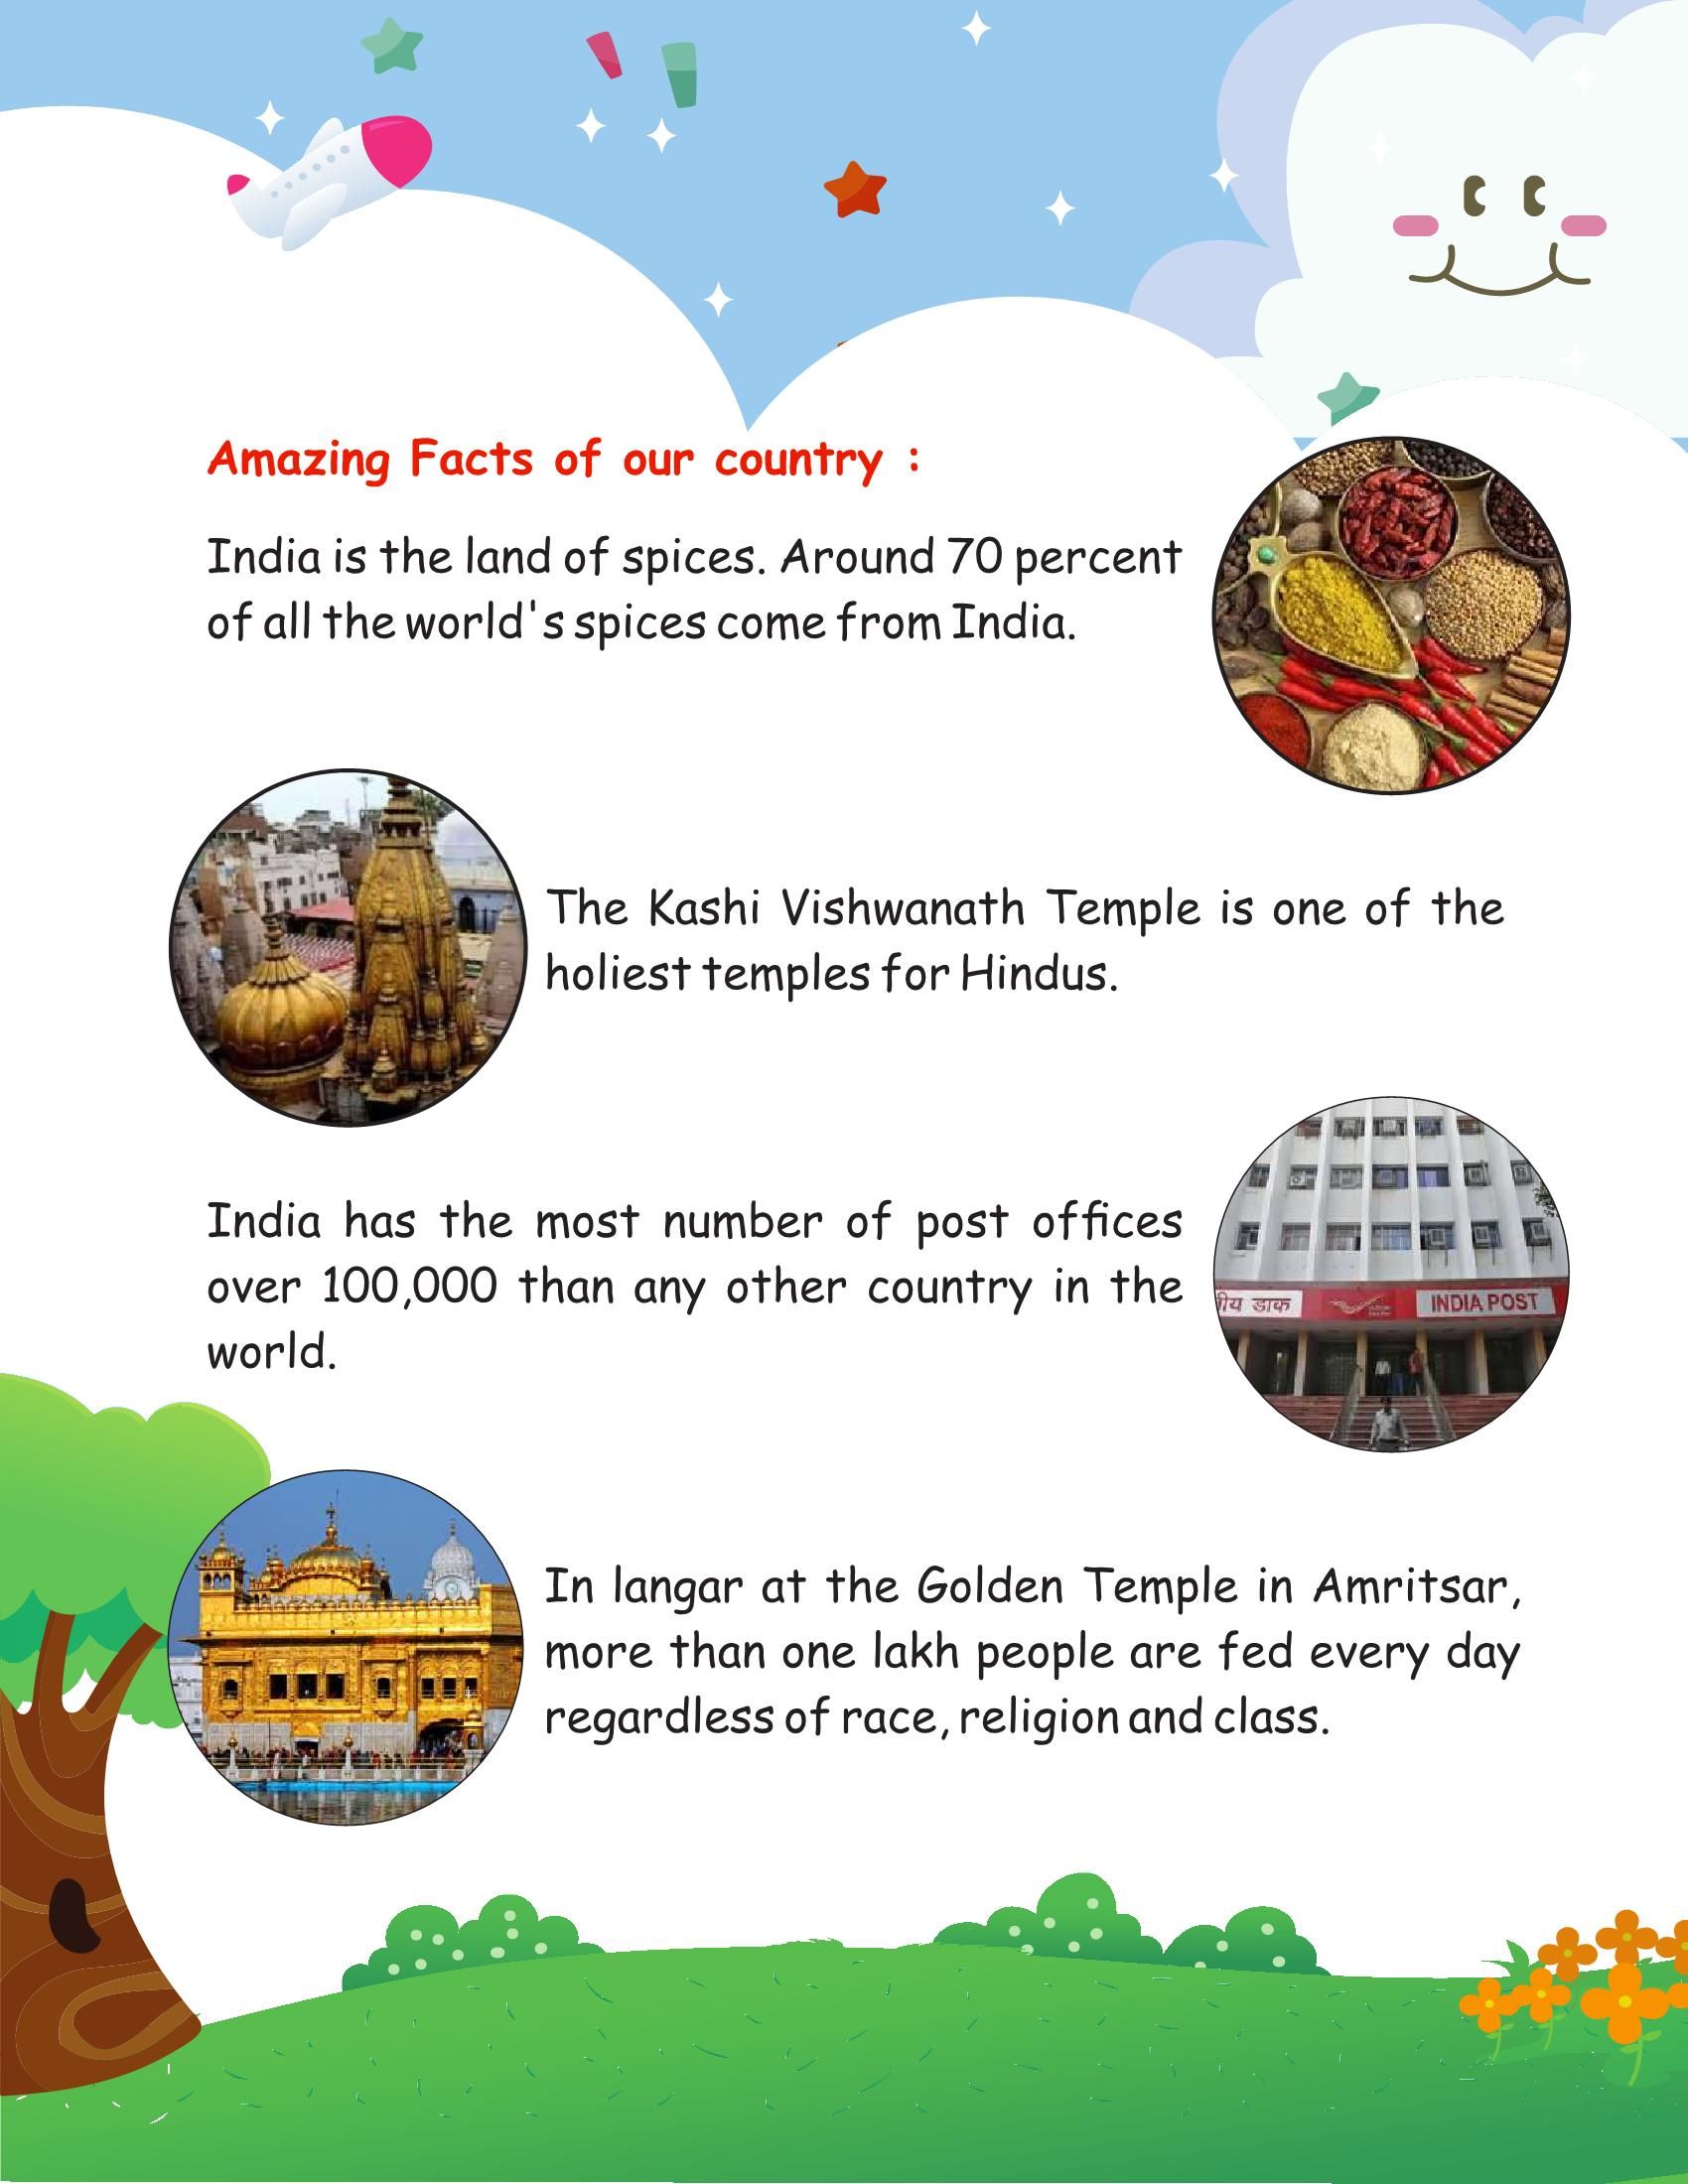 Amazing Facts of our country :
India is the land of spices. Around 70 percent
of all the world's spices come from India.
The Kashi Vishwanath Temple is one of the
holiest temples for Hindus.
India has the most number of post offices
over 100,000 than any other country in the
world.
ीय डाक
INDIA POST
In langar at the Golden Temple in Amritsar,
more than one lakh people are fed every day
regardless of race, religion and class.